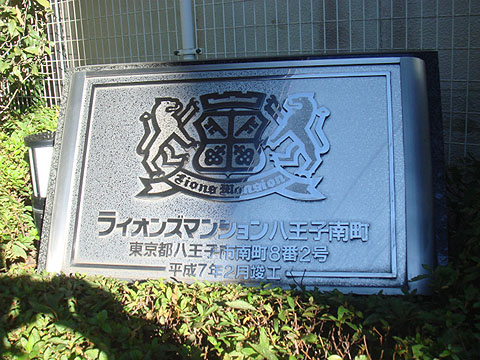 Lions Mansion
ライオンズマンション八王子南町
東京都八王子市南町8番2号
平成7年2月竣工